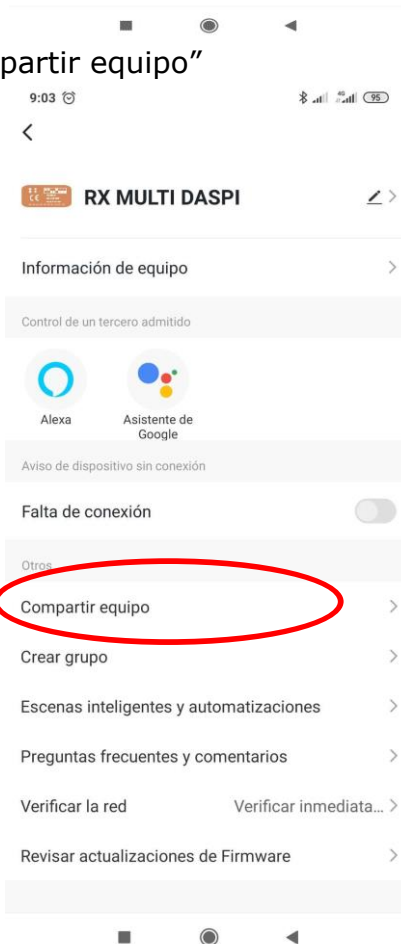 partir equipo”
9:03
4G
95
RX MULTI DASPI
Información de equipo
Control de un tercero admitido
Alexa
Asistente de
Google
Aviso de dispositivo sin conexión
Falta de conexión
Otros
Compartir equipo
Crear grupo
Escenas inteligentes y automatizaciones
Preguntas frecuentes y comentarios
Verificar la red Verificar inmediata...
Revisar actualizaciones de Firmware